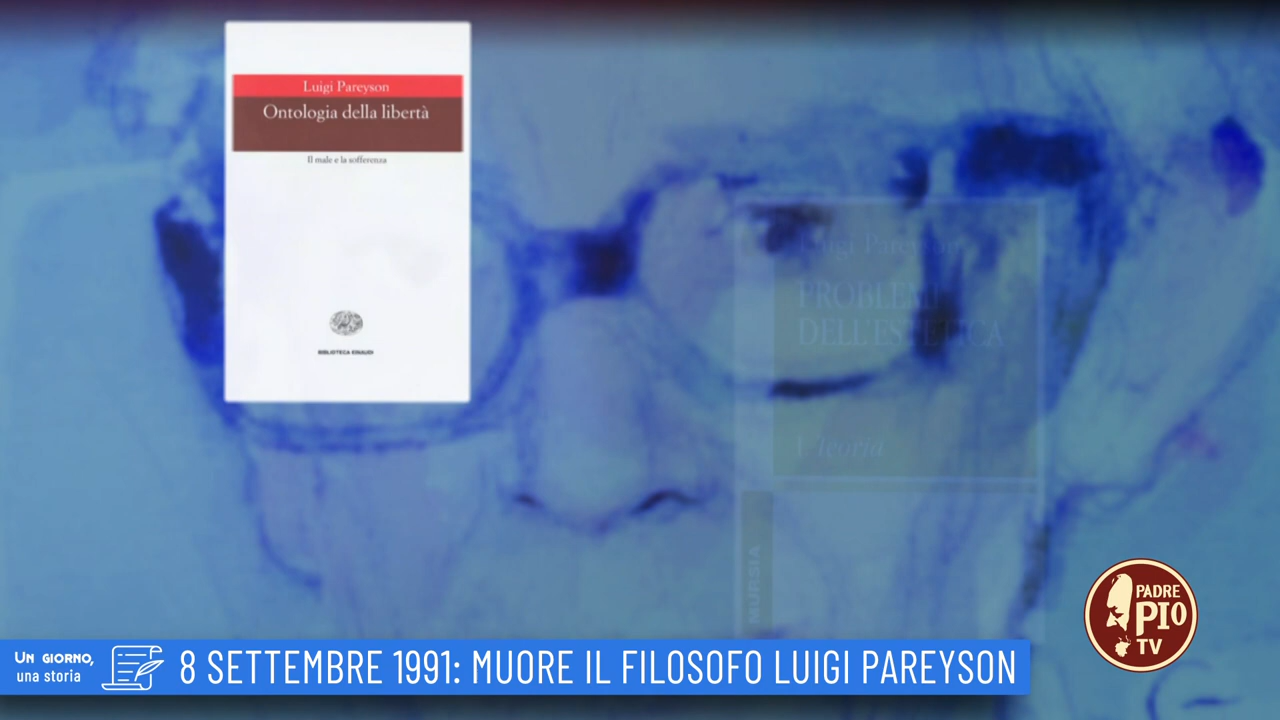 Luigi Pareyson
Ontologia della libertà
Il male e la sofferenza
BIBLIOTECA EINAUDI
Luigi Pareyson
PROBLEMI
DELL'ESTETICA
I. Teoria
MURSIA
PADRE
PIO
TV
UN GIORNO,
una storia
8 SETTEMBRE 1991: MUORE IL FILOSOFO LUIGI PAREYSON